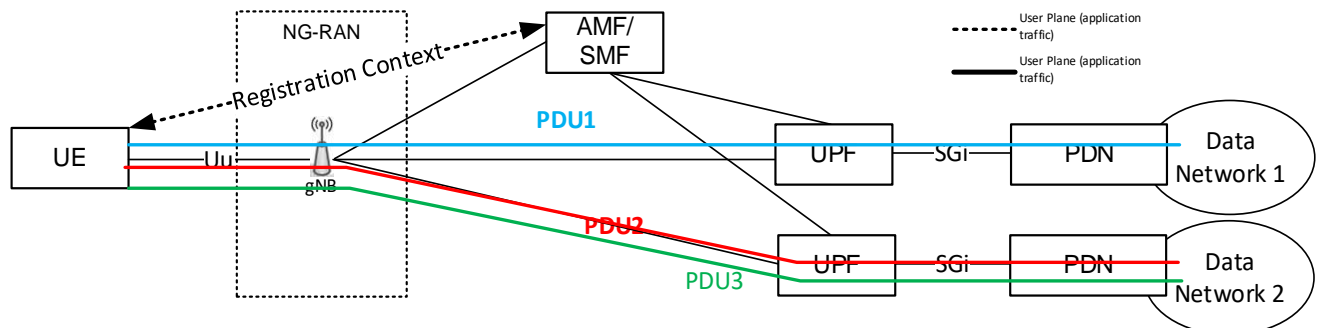 NG-RAN
AMF/
SMF
User Plane (application
traffic)
User Plane (application
traffic)
Registration Context
PDU1
UE
Uu
gNB
UPF
SGi
PDN
Data
Network 1
PDU2
PDU3
UPF
SGi
PDN
Data
Network 2